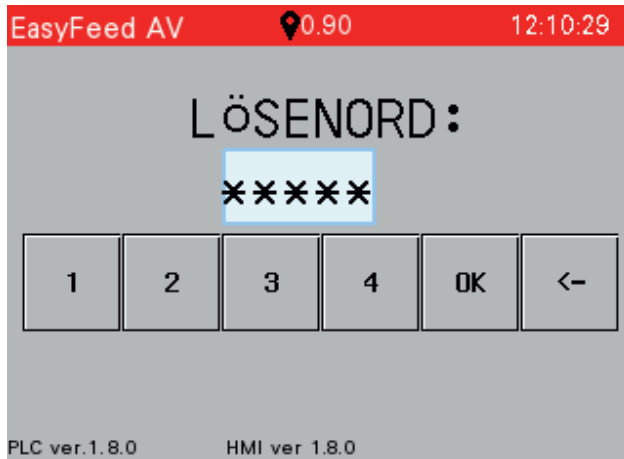 EasyFeed AV 0.90 12:10:29
LöSENORD:
*****
1 2 3 4 OK <-
PLC ver.1.8.0 HMI ver 1.8.0